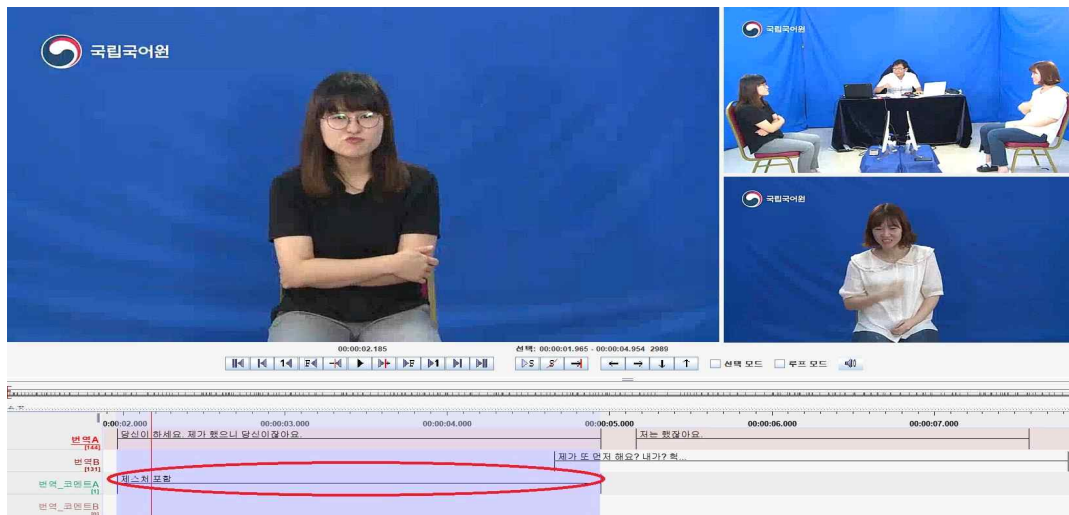 국립국어원
국립국어원
국립국어원
00:00:02.185
선택: 00:00:01.965 - 00:00:04.954 2989
선택 모드
루프 모드
0:00:02.000 00:00:03.000 00:00:04.000 00:00:05.000 00:00:06.000 00:00:07.000
번역A
[144]
당신이 하세요. 제가 했으니 당신이잖아요.
저는 했잖아요.
번역B
[131]
제가 또 먼저 해요? 내가? 헉...
번역_코멘트A
[1]
제스처 포함
번역_코멘트B